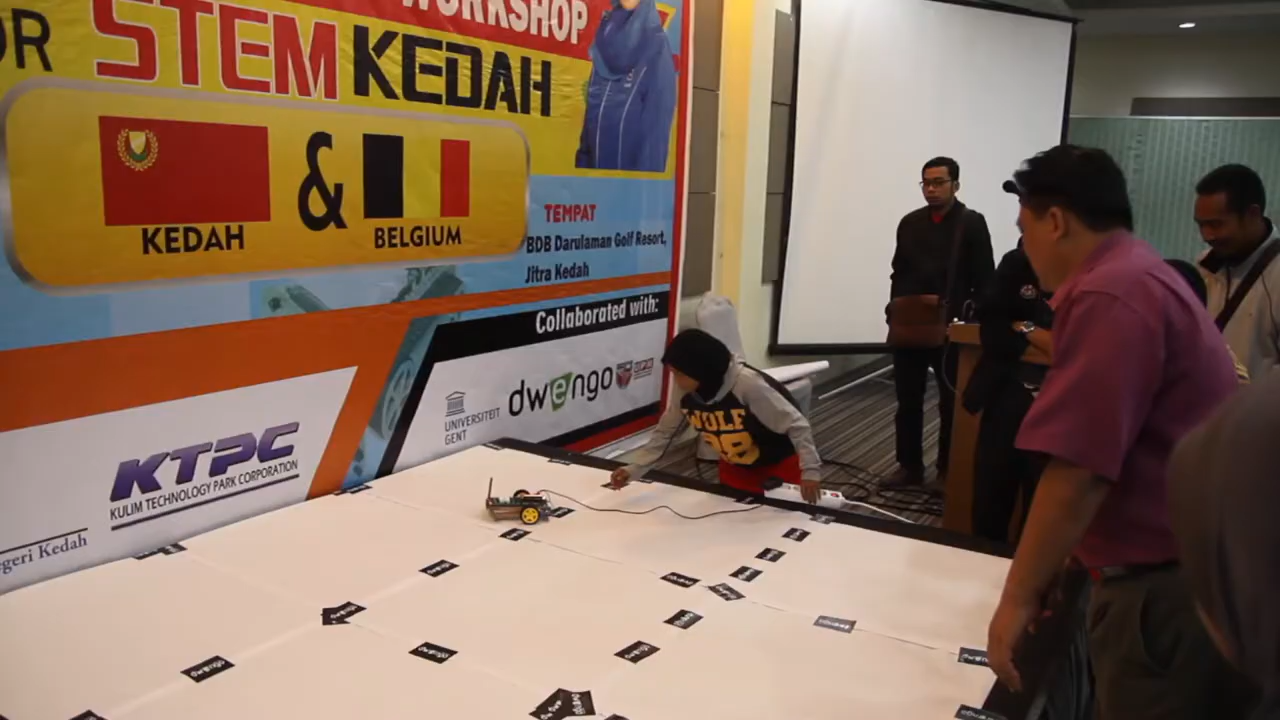 WORKSHOP
OR STEM KEDAH
&
KEDAH
BELGIUM
TEMPAT
BDB Darulaman Golf Resort,
Jitra Kedah
Collaborated with:
UNIVERSITEIT
GENT
dwengo
KTPC
KULIM TECHNOLOGY PARK CORPORATION
egeri Kedah
WOLF
98